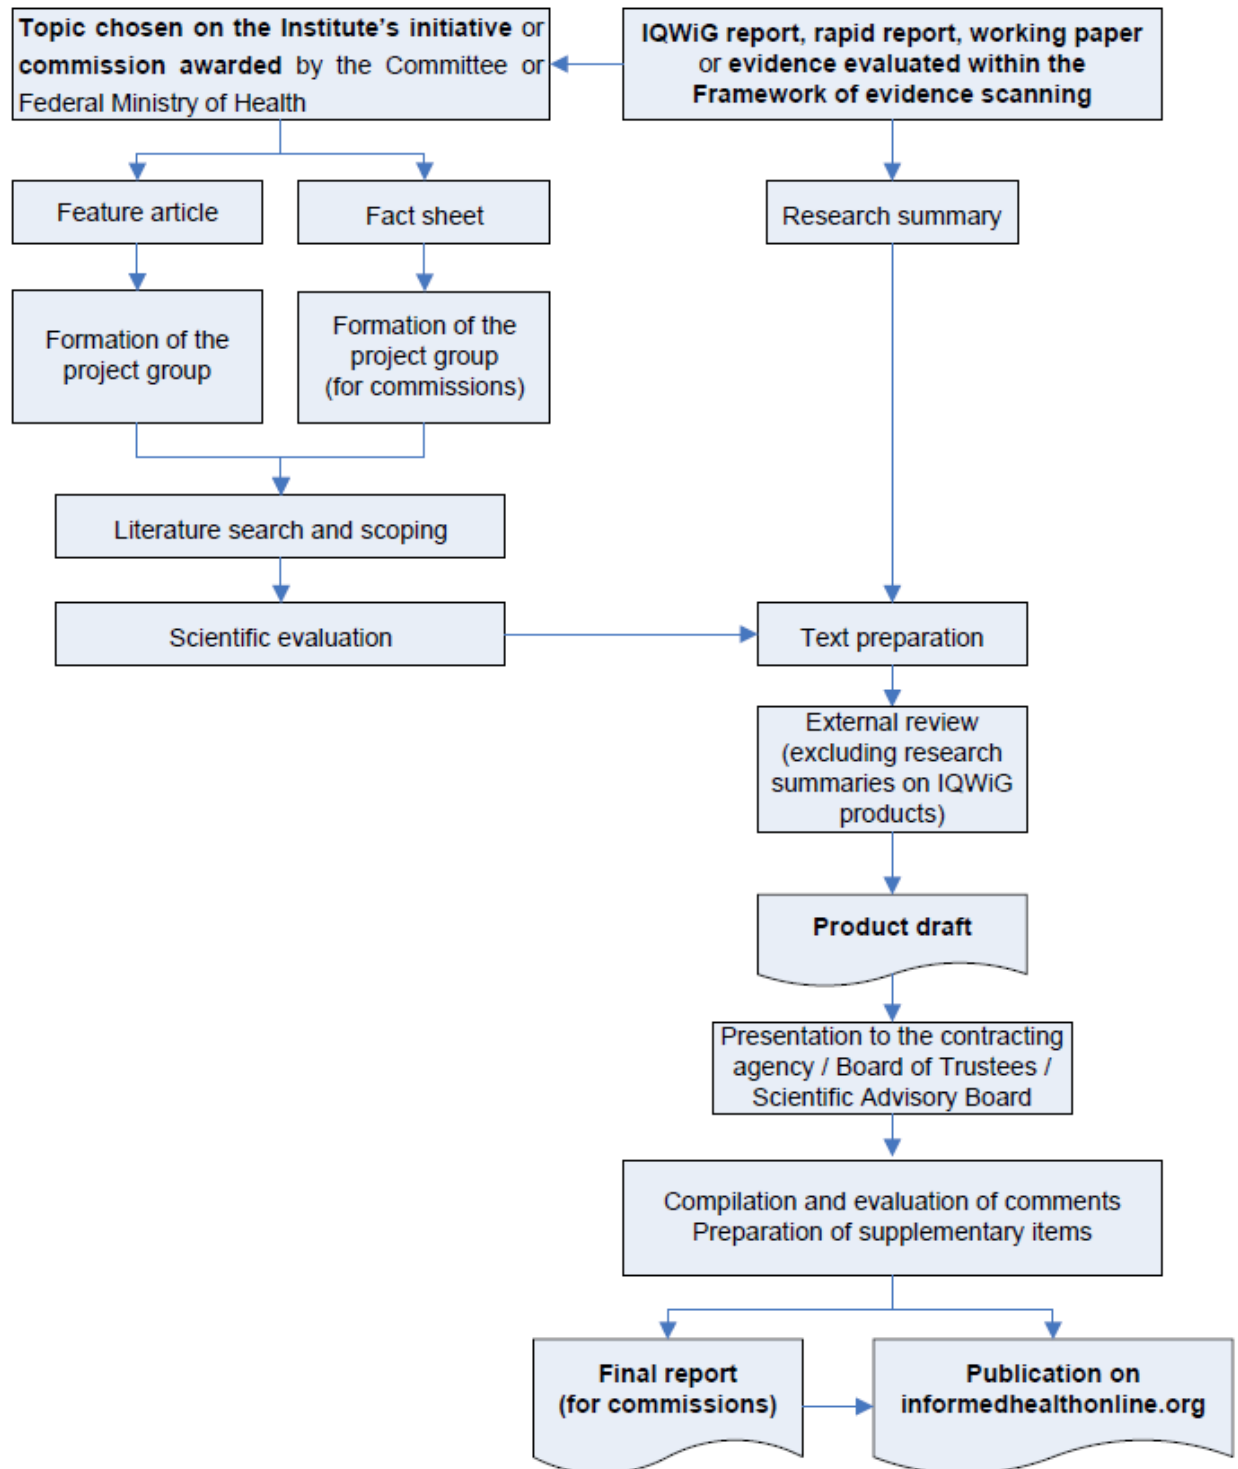 Topic chosen on the Institute's initiative or
commission awarded by the Committee or
Federal Ministry of Health
IQWiG report, rapid report, working paper
or evidence evaluated within the
Framework of evidence scanning
Feature article
Fact sheet
Research summary
Formation of the
project group
Formation of the
project group
(for commissions)
Literature search and scoping
Scientific evaluation
Text preparation
External review
(excluding research
summaries on IQWiG
products)
Product draft
Presentation to the contracting
agency / Board of Trustees /
Scientific Advisory Board
Compilation and evaluation of comments
Preparation of supplementary items
Final report
(for commissions)
Publication on
informedhealthonline.org